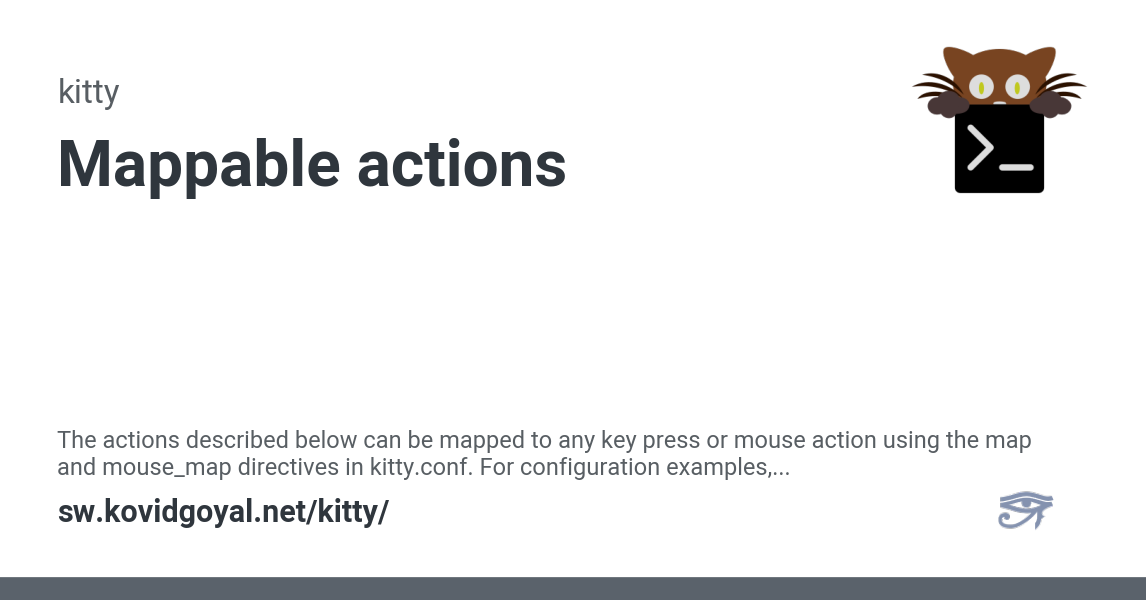 kitty
Mappable actions
>_
The actions described below can be mapped to any key press or mouse action using the map
and mouse_map directives in kitty.conf. For configuration examples,...
sw.kovidgoyal.net/kitty/